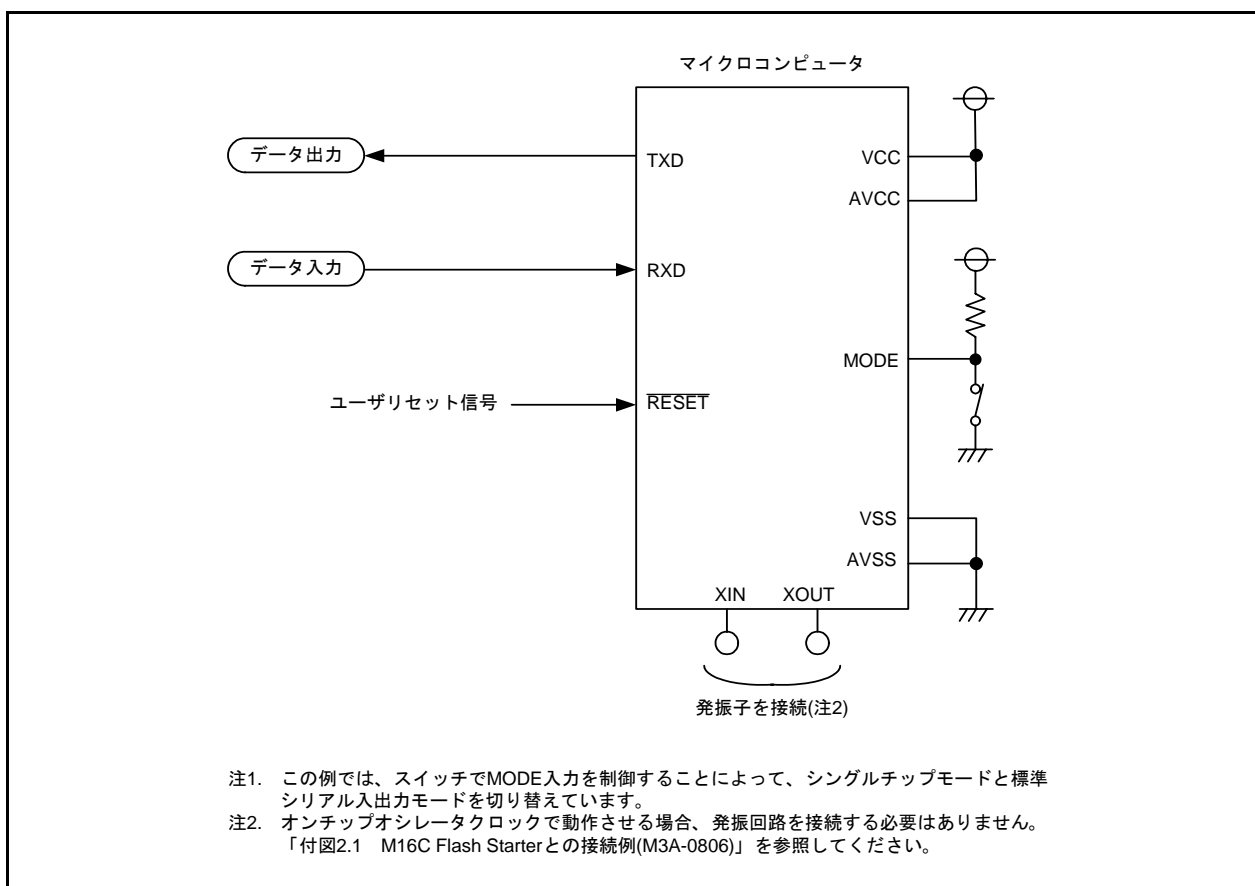 マイクロコンピュータ
データ出力
TXD
VCC
AVCC
データ入力
RXD
MODE
ユーザリセット信号
RESET
VSS
AVSS
XIN XOUT
発振子を接続(注2)
注1. この例では、スイッチでMODE入力を制御することによって、シングルチップモードと標準
シリアル入出力モードを切り替えています。
注2. オンチップオシレータクロックで動作させる場合、発振回路を接続する必要はありません。
「付図2.1 M16C Flash Starterとの接続例(M3A-0806)」を参照してください。